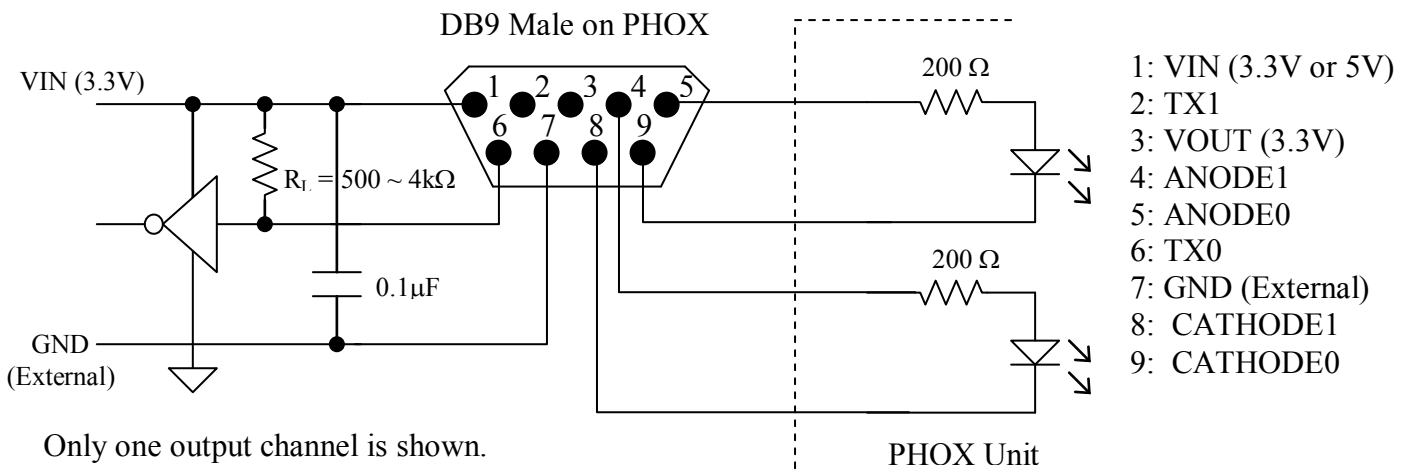 DB9 Male on PHOX
VIN (3.3V)
1 2 3 4 5
6 7 8 9
R_L = 500 ~ 4kΩ
0.1μF
GND
(External)
Only one output channel is shown.
200 Ω
200 Ω
PHOX Unit
1: VIN (3.3V or 5V)
2: TX1
3: VOUT (3.3V)
4: ANODE1
5: ANODE0
6: TX0
7: GND (External)
8: CATHODE1
9: CATHODE0